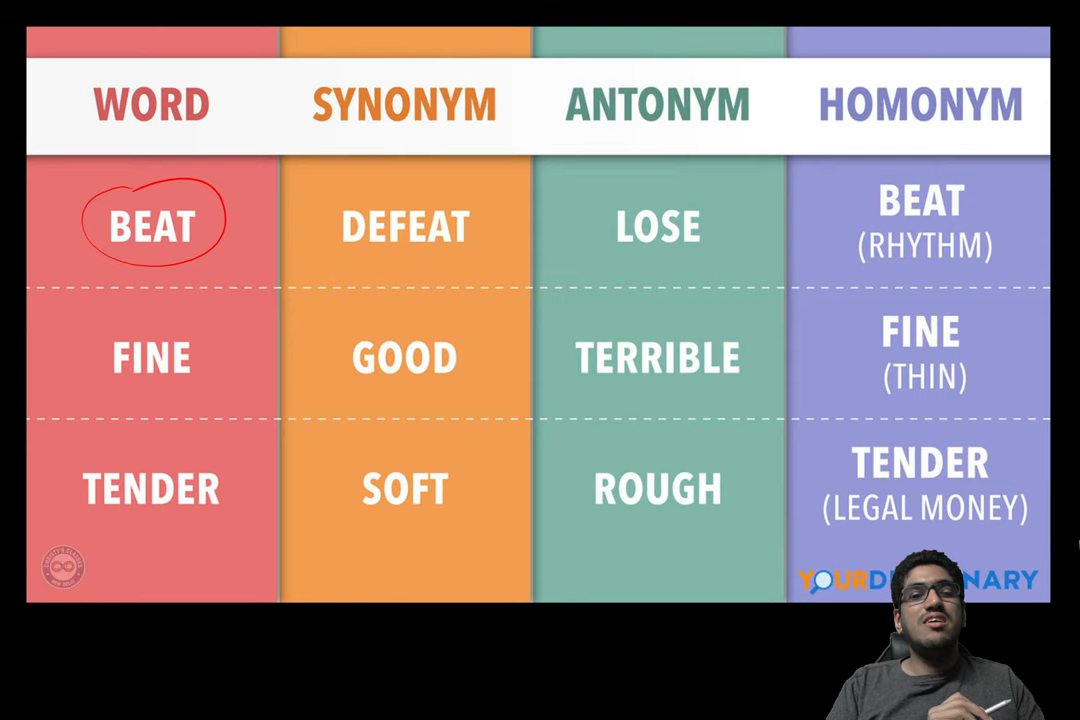 WORD SYNONYM ANTONYM HOMONYM
BEAT DEFEAT LOSE BEAT
(RHYTHM)
FINE GOOD TERRIBLE FINE
(THIN)
TENDER SOFT ROUGH TENDER
(LEGAL MONEY)